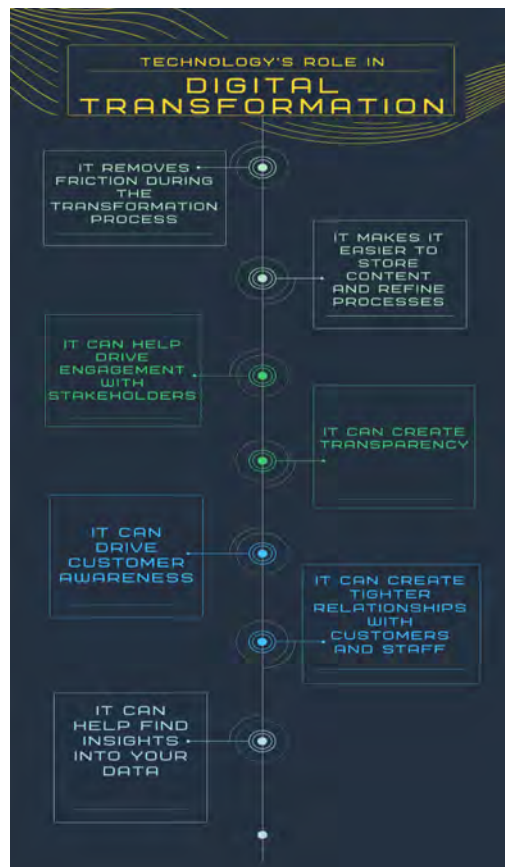 TECHNOLOGY'S ROLE IN
DIGITAL
TRANSFORMATION
IT REMOVES
FRICTION DURING
THE
TRANSFORMATION
PROCESS
IT MAKES IT
EASIER TO
STORE
CONTENT
AND REFINE
PROCESSES
IT CAN HELP
DRIVE
ENGAGEMENT
WITH
STAKEHOLDERS
IT CAN CREATE
TRANSPARENCY
IT CAN
DRIVE
CUSTOMER
AWARENESS
IT CAN CREATE
TIGHTER
RELATIONSHIPS
WITH
CUSTOMERS
AND STAFF
IT CAN
HELP FIND
INSIGHTS
INTO YOUR
DATA